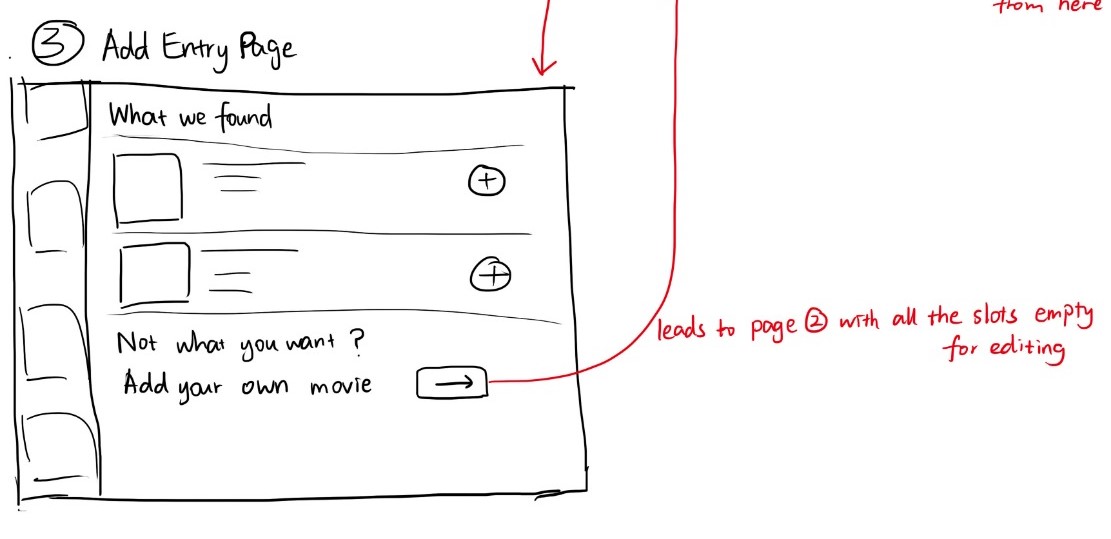 from here
③ Add Entry Page
What we found
+
+
Not what you want ?
Add your own movie →
leads to page ② with all the slots empty
for editing